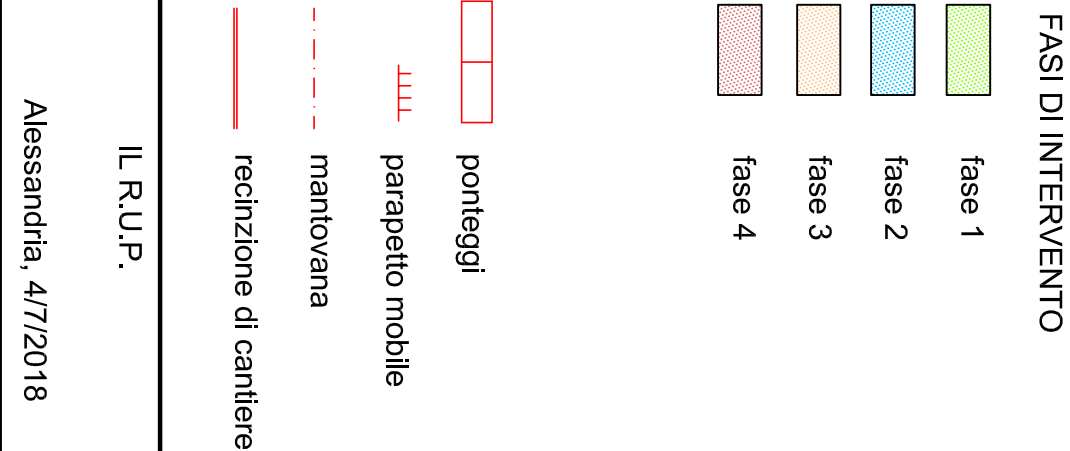 FASI DI INTERVENTO
fase 1
fase 2
fase 3
fase 4
ponteggi
parapetto mobile
mantovana
recinzione di cantiere
IL R.U.P.
Alessandria, 4/7/2018